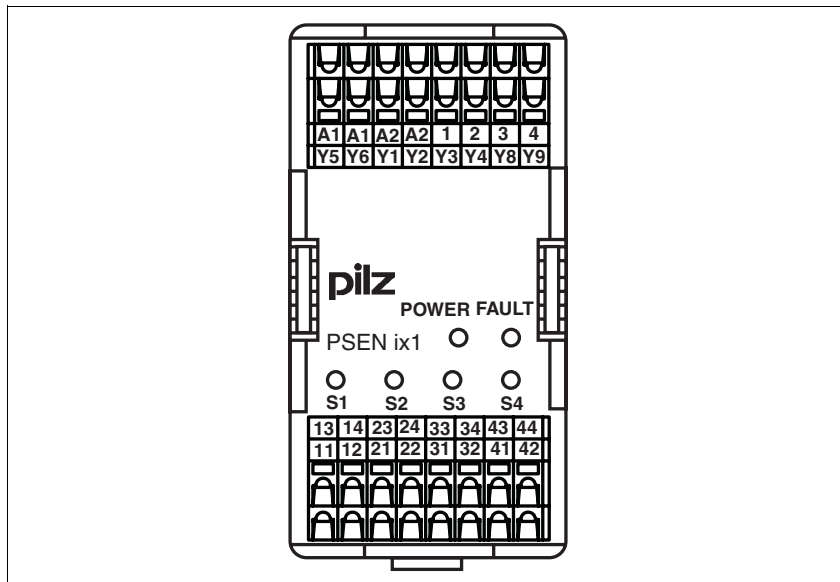 A1 A1 A2 A2 1 2 3 4
Y5 Y6 Y1 Y2 Y3 Y4 Y8 Y9
pilz
POWER FAULT
PSEN ix1
S1 S2 S3 S4
13 14 23 24 33 34 43 44
11 12 21 22 31 32 41 42